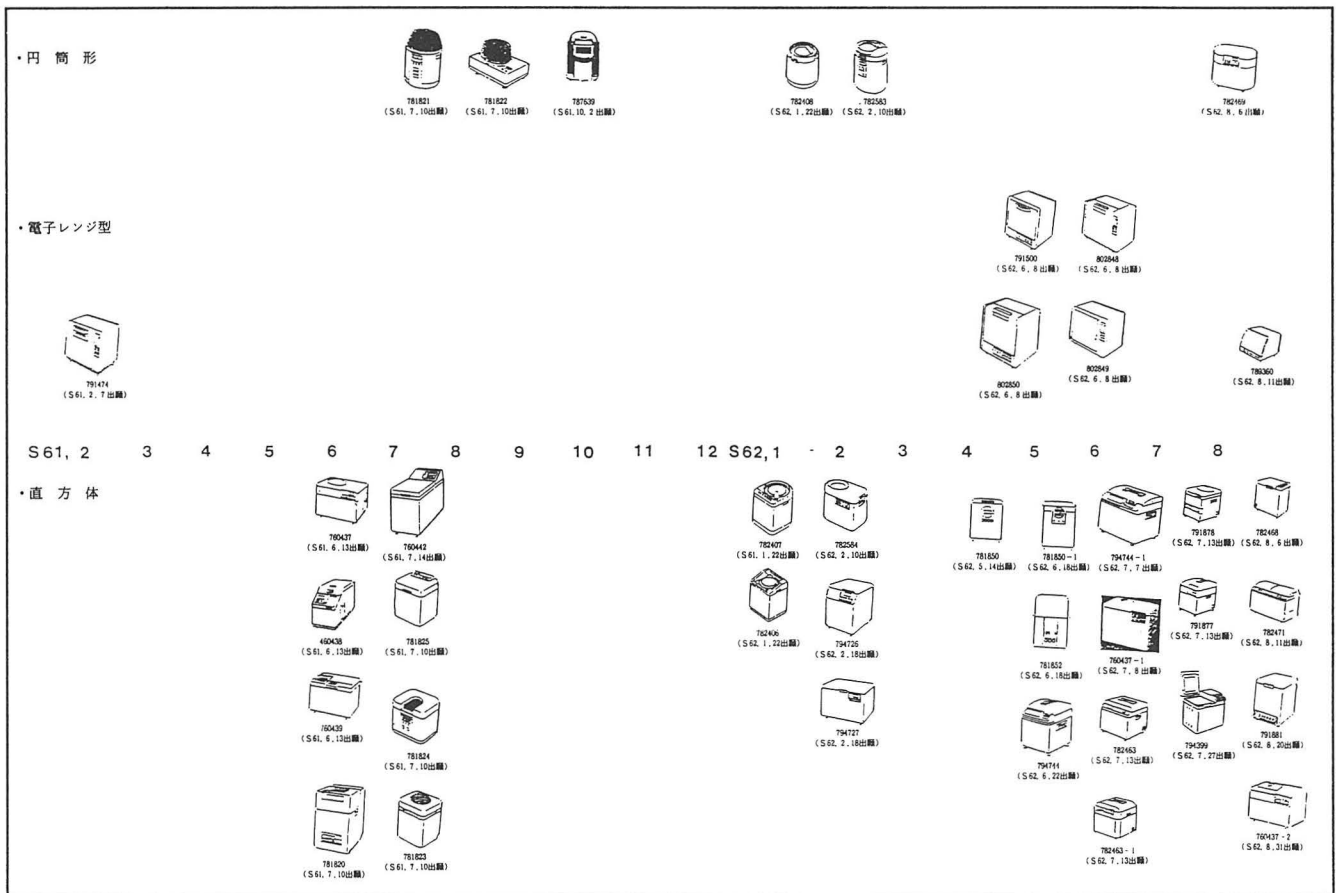 ・円筒形
781821
(S61, 7, 10出願)
781822
(S61, 7, 10出願)
787639
(S61, 10, 2出願)
782408
(S62, 1, 22出願)
782583
(S62, 2, 10出願)
782469
(S62, 8, 6出願)
・電子レンジ型
791500
(S62, 6, 8出願)
802848
(S62, 6, 8出願)
791474
(S61, 2, 7出願)
802850
(S62, 6, 8出願)
802849
(S62, 6, 8出願)
789360
(S62, 8, 11出願)
S61, 2 3 4 5 6 7 8 9 10 11 12 S62, 1 - 2 3 4 5 6 7 8
・直方体
760437
(S61, 6, 13出願)
760442
(S61, 7, 14出願)
782407
(S61, 1, 22出願)
782584
(S62, 2, 10出願)
781850
(S62, 5, 14出願)
781850-1
(S62, 6, 18出願)
794744-1
(S62, 7, 7出願)
791878
(S62, 7, 13出願)
782468
(S62, 8, 6出願)
460438
(S61, 6, 13出願)
781825
(S61, 7, 10出願)
782406
(S62, 1, 22出願)
794726
(S62, 2, 18出願)
781852
(S62, 6, 18出願)
760437-1
(S62, 7, 8出願)
791877
(S62, 7, 13出願)
782471
(S62, 8, 11出願)
760439
(S61, 6, 13出願)
781824
(S61, 7, 10出願)
794727
(S62, 2, 18出願)
794744
(S62, 6, 22出願)
782463
(S62, 7, 13出願)
794399
(S62, 7, 27出願)
791881
(S62, 8, 20出願)
781820
(S61, 7, 10出願)
781823
(S61, 7, 10出願)
782463-1
(S62, 7, 13出願)
760437-2
(S62, 8, 31出願)